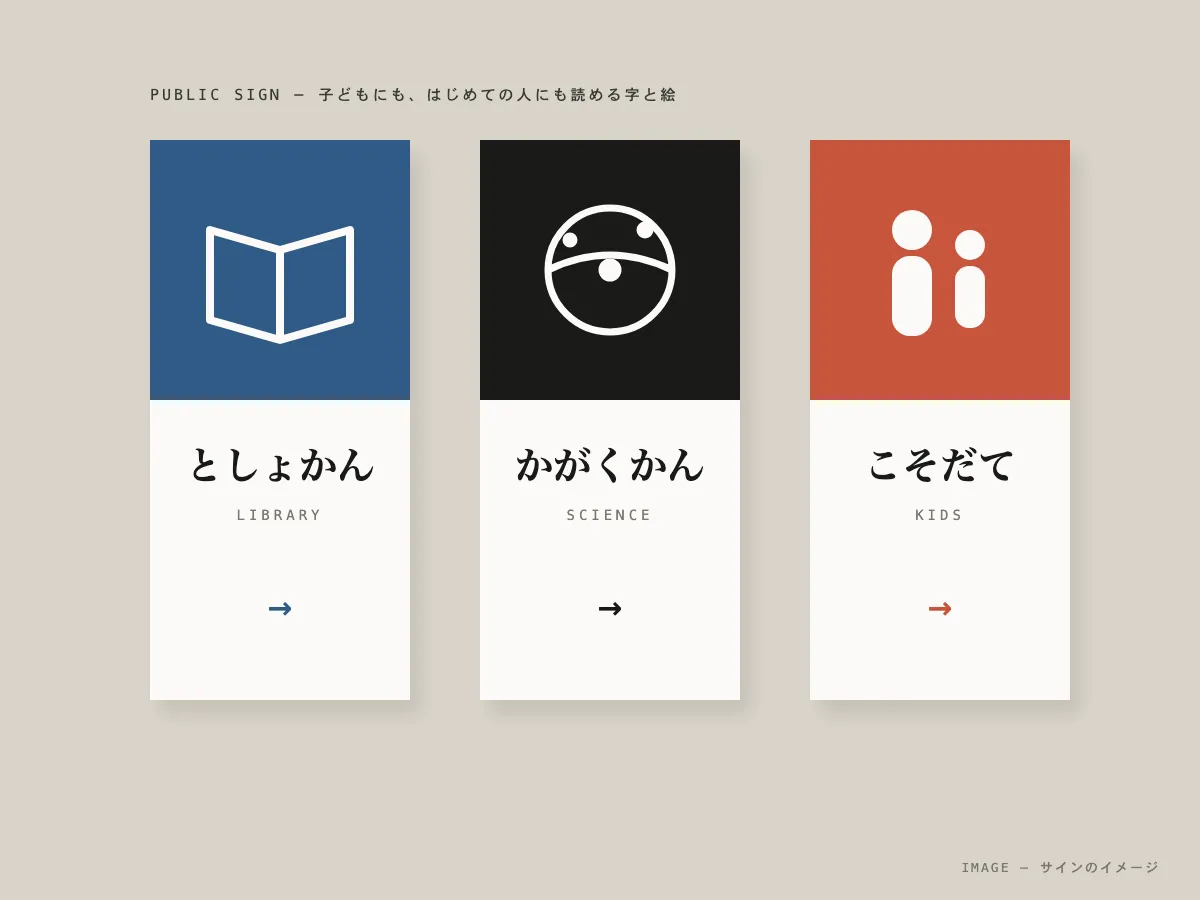 PUBLIC SIGN — 子どもにも、はじめての人にも読める字と絵
としょかん
LIBRARY
→
かがくかん
SCIENCE
→
こそだて
KIDS
→
IMAGE — サインのイメージ